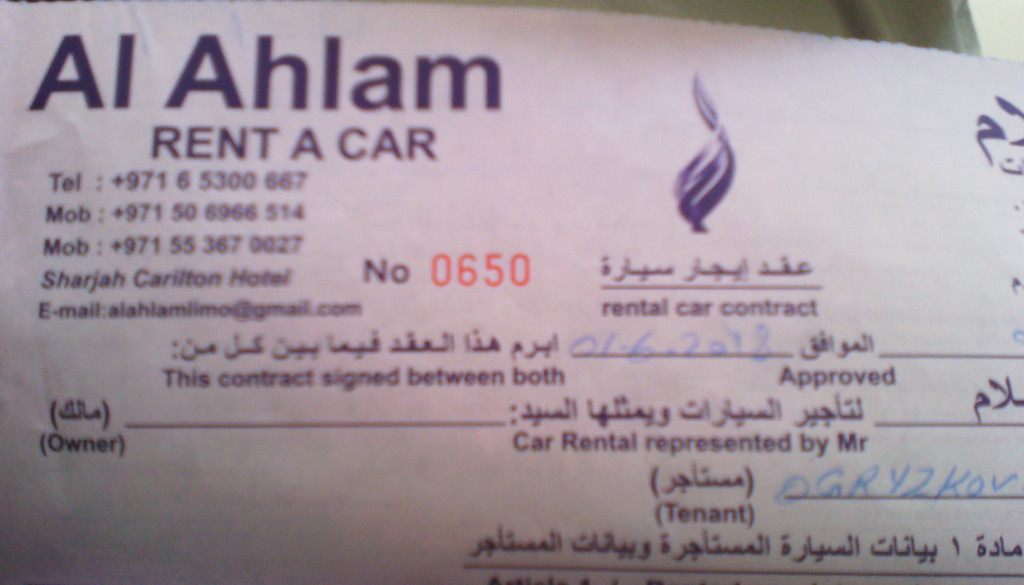 Al Ahlam
RENT A CAR
Tel : +971 6 5300 667
Mob : +971 50 6966 514
Mob : +971 55 367 0027
Sharjah Carilton Hotel
No 0650
E-mail:alahlamlimo@gmail.com
عقد إيجار سيارة
rental car contract
الموافق 01-6-2018 ابرم هذا العقد فيما بين كل من:
This contract signed between both Approved
لتأجير السيارات ويمثلها السيد: (مالك)
(Owner) Car Rental represented by Mr
(مستأجر) OGRYZKOV
(Tenant)
مادة ١ بيانات السيارة المستأجرة وبيانات المستأجر